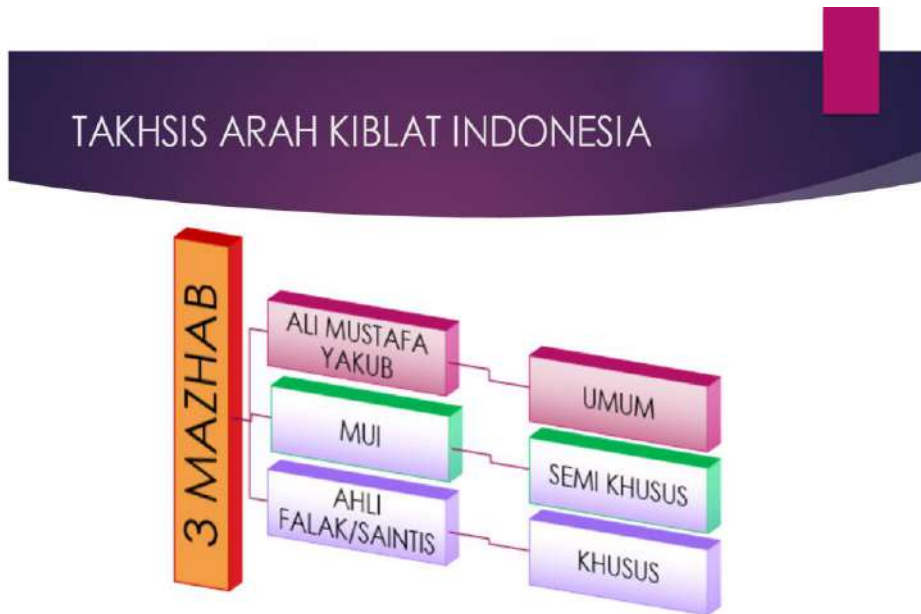 TAKHSIS ARAH KIBLAT INDONESIA
3 MAZHAB
ALI MUSTAFA
YAKUB
UMUM
MUI
SEMI KHUSUS
AHLI
FALAK/SAINTIS
KHUSUS